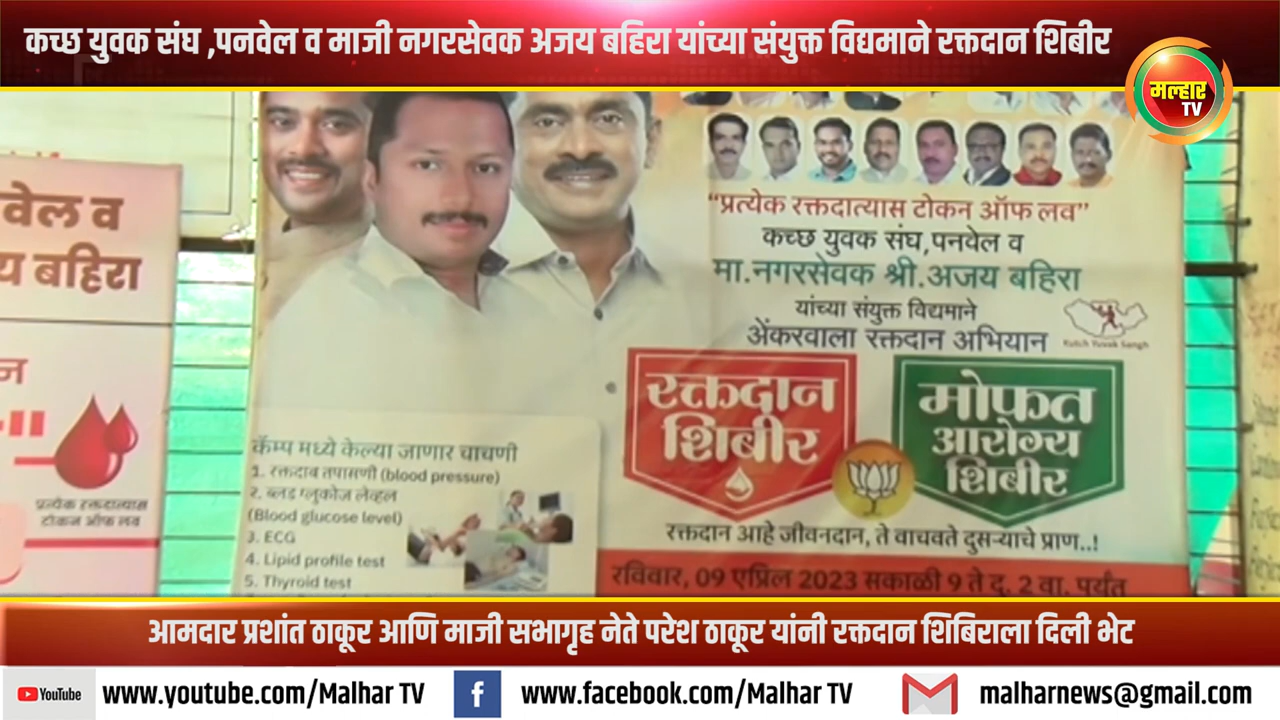 कच्छ युवक संघ ,पनवेल व माजी नगरसेवक अजय बहिरा यांच्या संयुक्त विद्यमाने रक्तदान शिबीर
मल्हार
TV
वेल व
य बहिरा
न
प्रत्येक रक्तदात्यास
टोकन ऑफ लव
“प्रत्येक रक्तदात्यास टोकन ऑफ लव”
कच्छ युवक संघ,पनवेल व
मा.नगरसेवक श्री.अजय बहिरा
यांच्या संयुक्त विद्यमाने
अेंकरवाला रक्तदान अभियान
Kutch Yuvak Sangh
रक्तदान
शिबीर
मोफत
आरोग्य
शिबीर
रक्तदान आहे जीवनदान, ते वाचवते दुसऱ्याचे प्राण..!
रविवार, 09 एप्रिल 2023 सकाळी 9 ते दु. 2 वा. पर्यंत
कॅम्प मध्ये केल्या जाणार चाचणी
1. रक्तदाब तपासणी (blood pressure)
2. ब्लड ग्लुकोज लेव्हल
(Blood glucose level)
3. ECG
4. Lipid profile test
5. Thyroid test
आमदार प्रशांत ठाकूर आणि माजी सभागृह नेते परेश ठाकूर यांनी रक्तदान शिबिराला दिली भेट
YouTube www.youtube.com/Malhar TV
www.facebook.com/Malhar TV
malharnews@gmail.com